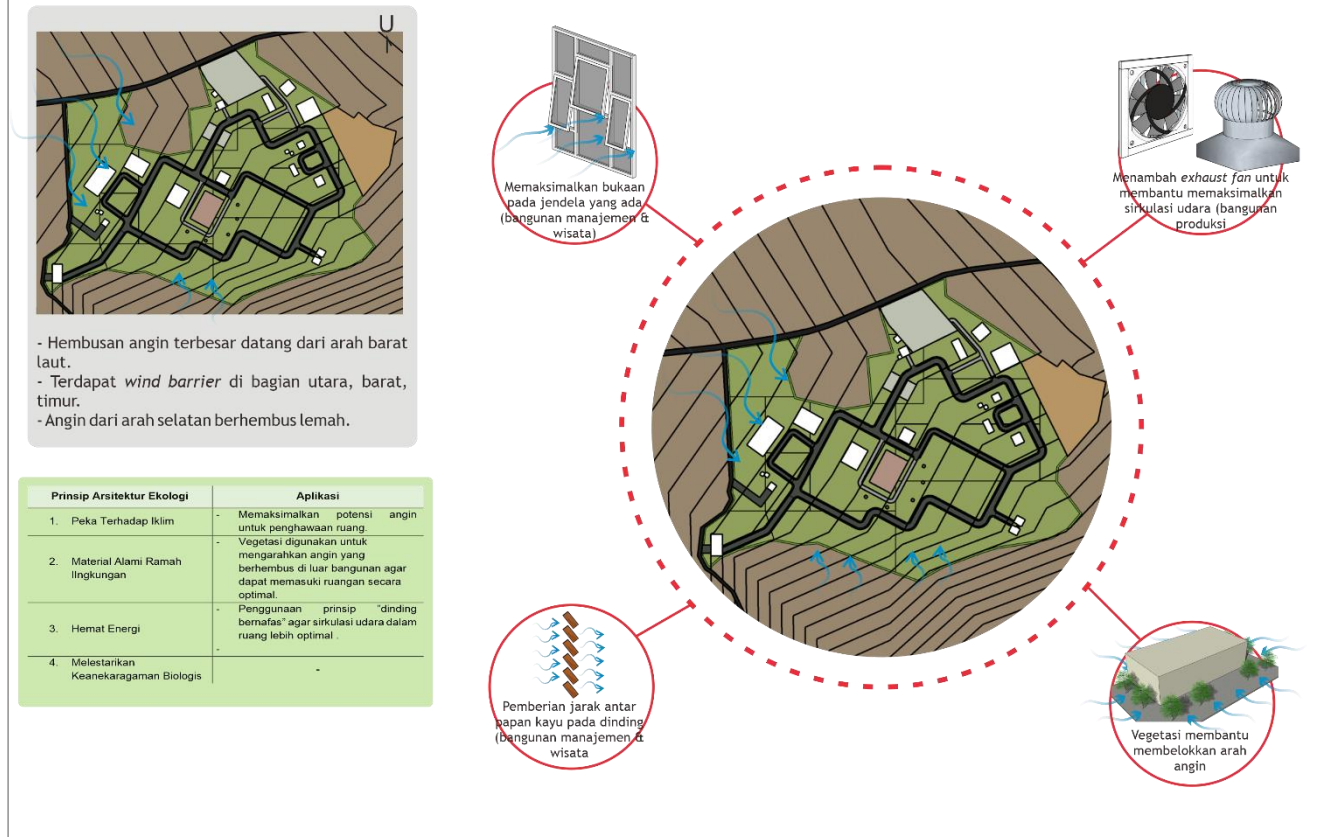 U
- Hembusan angin terbesar datang dari arah barat
laut.
- Terdapat wind barrier di bagian utara, barat,
timur.
- Angin dari arah selatan berhembus lemah.
Prinsip Arsitektur Ekologi Aplikasi
1. Peka Terhadap Iklim
- Memaksimalkan potensi angin
untuk penghawaan ruang.
2. Material Alami Ramah
lIngkungan
- Vegetasi digunakan untuk
mengarahkan angin yang
berhembus di luar bangunan agar
dapat memasuki ruangan secara
optimal.
3. Hemat Energi
- Penggunaan prinsip "dinding
bernafas" agar sirkulasi udara dalam
ruang lebih optimal .
-
4. Melestarikan
Keanekaragaman Biologis
-
Memaksimalkan bukaan
pada jendela yang ada
(bangunan manajemen &
wisata)
Menambah exhaust fan untuk
membantu memaksimalkan
sirkulasi udara (bangunan
produksi
Pemberian jarak antar
papan kayu pada dinding
(bangunan manajemen &
wisata
Vegetasi membantu
membelokkan arah
angin